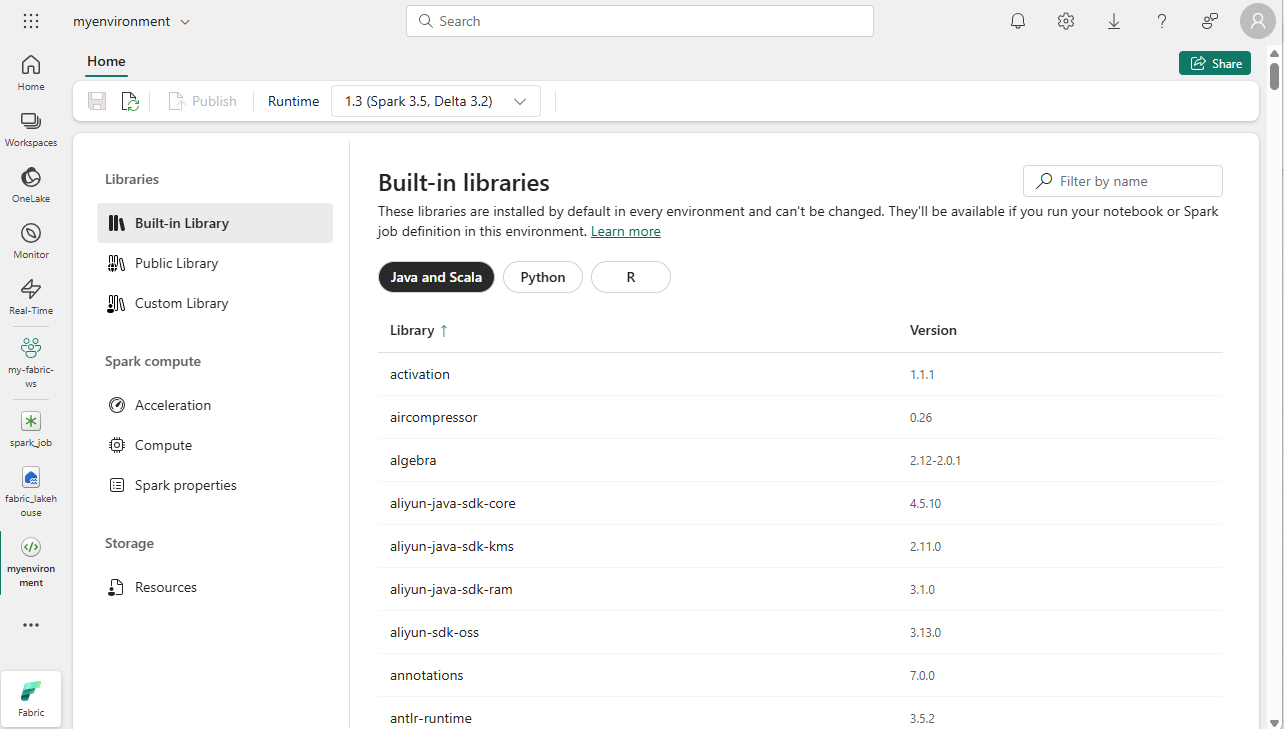 myenvironment
Search
Home
Share
Publish
Runtime
1.3 (Spark 3.5, Delta 3.2)
Home
Workspaces
OneLake
Monitor
Real-Time
my-fabric-
ws
spark_job
fabric_lakeh
ouse
myenviron
ment
Fabric
Libraries
Built-in Library
Public Library
Custom Library
Spark compute
Acceleration
Compute
Spark properties
Storage
Resources
Built-in libraries
Filter by name
These libraries are installed by default in every environment and can't be changed. They'll be available if you run your notebook or Spark
job definition in this environment. Learn more
Java and Scala
Python
R
Library ↑ Version
activation 1.1.1
aircompressor 0.26
algebra 2.12-2.0.1
aliyun-java-sdk-core 4.5.10
aliyun-java-sdk-kms 2.11.0
aliyun-java-sdk-ram 3.1.0
aliyun-sdk-oss 3.13.0
annotations 7.0.0
antlr-runtime 3.5.2